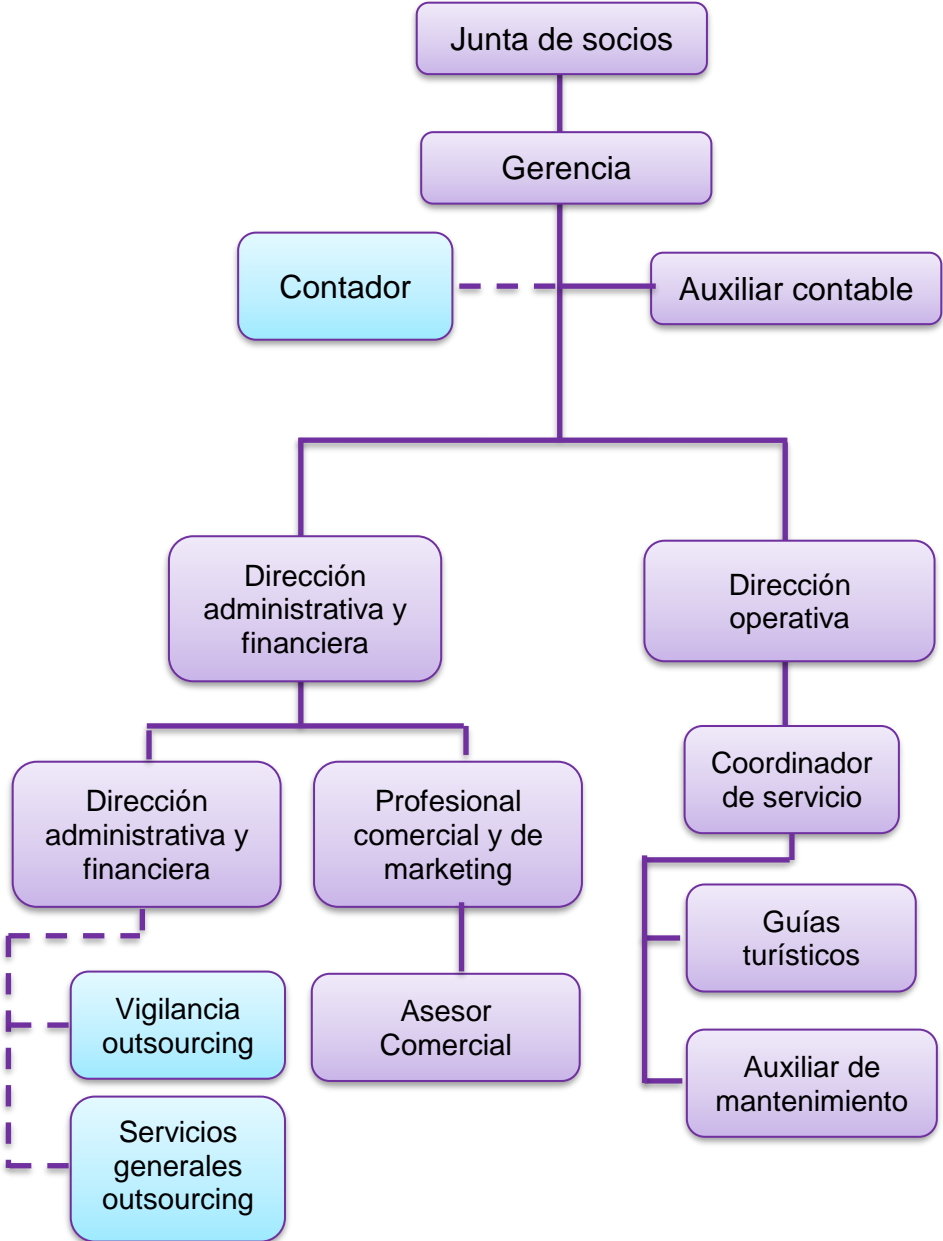 Junta de socios
Gerencia
Contador
Auxiliar contable
Dirección
administrativa y
financiera
Dirección
operativa
Dirección
administrativa y
financiera
Profesional
comercial y de
marketing
Coordinador
de servicio
Guías
turísticos
Vigilancia
outsourcing
Asesor
Comercial
Auxiliar de
mantenimiento
Servicios
generales
outsourcing